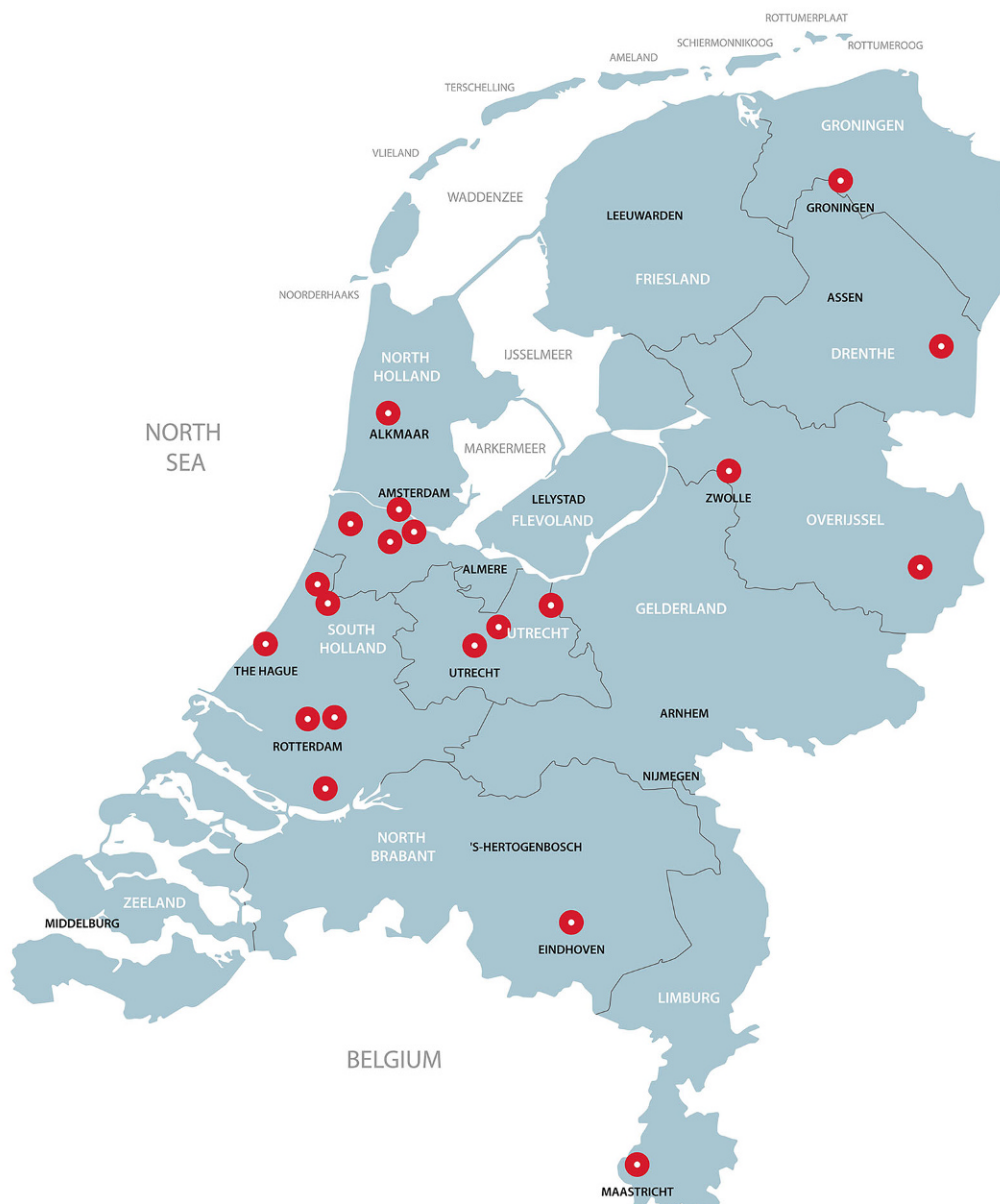 ROTTUMERPLAAT
SCHIERMONNIKOOG
ROTTUMEROOG
AMELAND
TERSCHELLING
GRONINGEN
VLIELAND
WADDENZEE
GRONINGEN
LEEUWARDEN
FRIESLAND
NOORDERHAAKS
ASSEN
NORTH
HOLLAND
IJSSELMEER
DRENTHE
ALKMAAR
NORTH
SEA
MARKERMEER
AMSTERDAM
LELYSTAD
FLEVOLAND
ZWOLLE
OVERIJSSEL
ALMERE
GELDERLAND
SOUTH
HOLLAND
UTRECHT
THE HAGUE
UTRECHT
ARNHEM
ROTTERDAM
NIJMEGEN
NORTH
BRABANT
'S-HERTOGENBOSCH
ZEELAND
MIDDELBURG
EINDHOVEN
LIMBURG
BELGIUM
MAASTRICHT